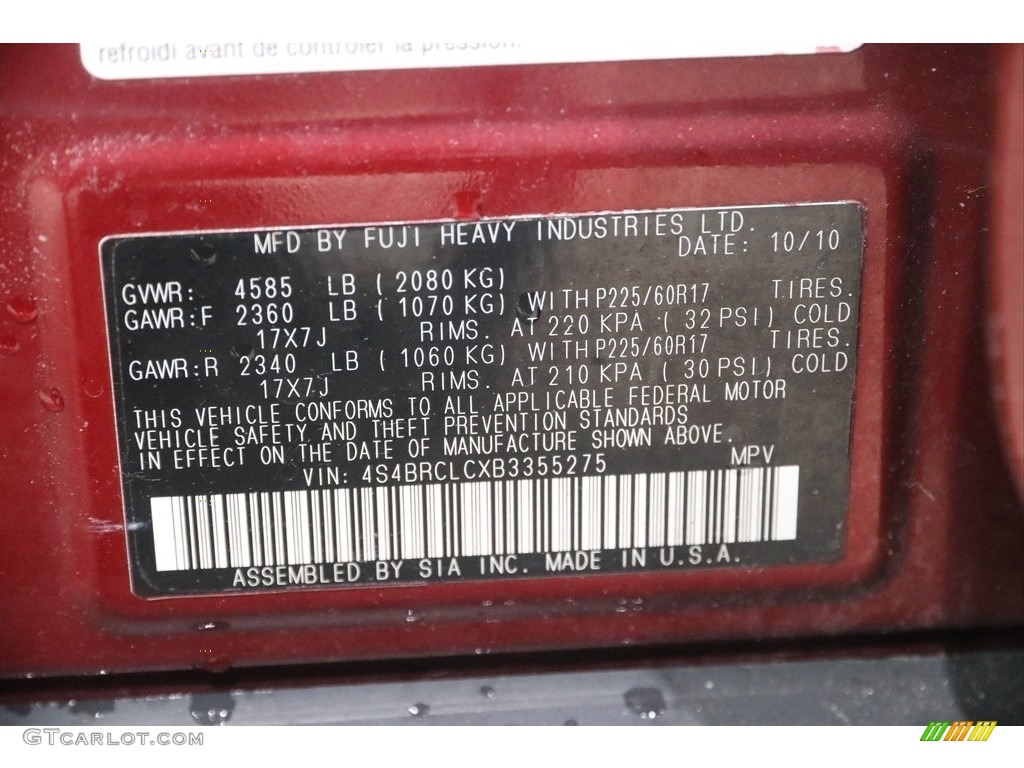 refroidi avant de contrôler la pression.
MFD BY FUJI HEAVY INDUSTRIES LTD.
DATE: 10/10
GVWR: 4585 LB (2080 KG)
GAWR:F 2360 LB (1070 KG) WITH P225/60R17 TIRES.
17X7J RIMS. AT 220 KPA (32 PSI) COLD
GAWR:R 2340 LB (1060 KG) WITH P225/60R17 TIRES.
17X7J RIMS. AT 210 KPA (30 PSI) COLD
THIS VEHICLE CONFORMS TO ALL APPLICABLE FEDERAL MOTOR
VEHICLE SAFETY AND THEFT PREVENTION STANDARDS
IN EFFECT ON THE DATE OF MANUFACTURE SHOWN ABOVE.
VIN: 4S4BRCLCXB3355275 MPV
ASSEMBLED BY SIA INC. MADE IN U.S.A.
GTCarlot.com